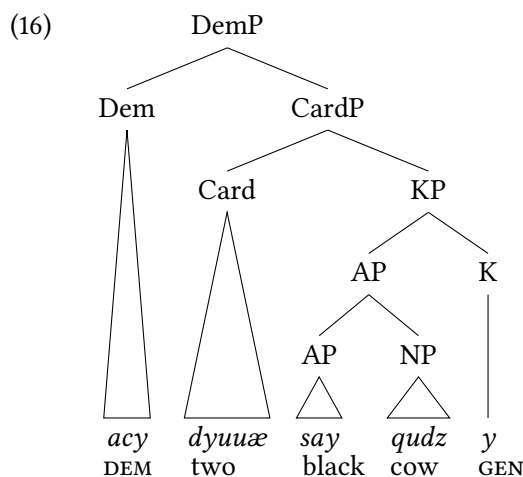 (16) DemP
Dem CardP
Card KP
AP K
AP NP
acy dyuuæ say qudz y
DEM two black cow GEN